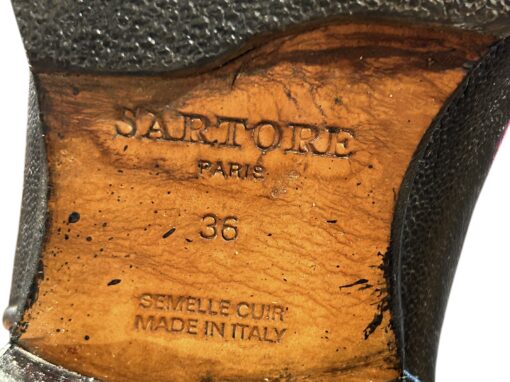 SARTORE
PARIS
36
SEMELLE CUIR
MADE IN ITALY